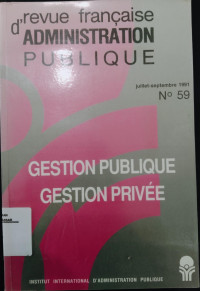 revue française
d'ADMINISTRATION
PUBLIQUE
juillet-septembre 1991
N° 59
GESTION PUBLIQUE
GESTION PRIVÉE
INSTITUT INTERNATIONAL D'ADMINISTRATION PUBLIQUE